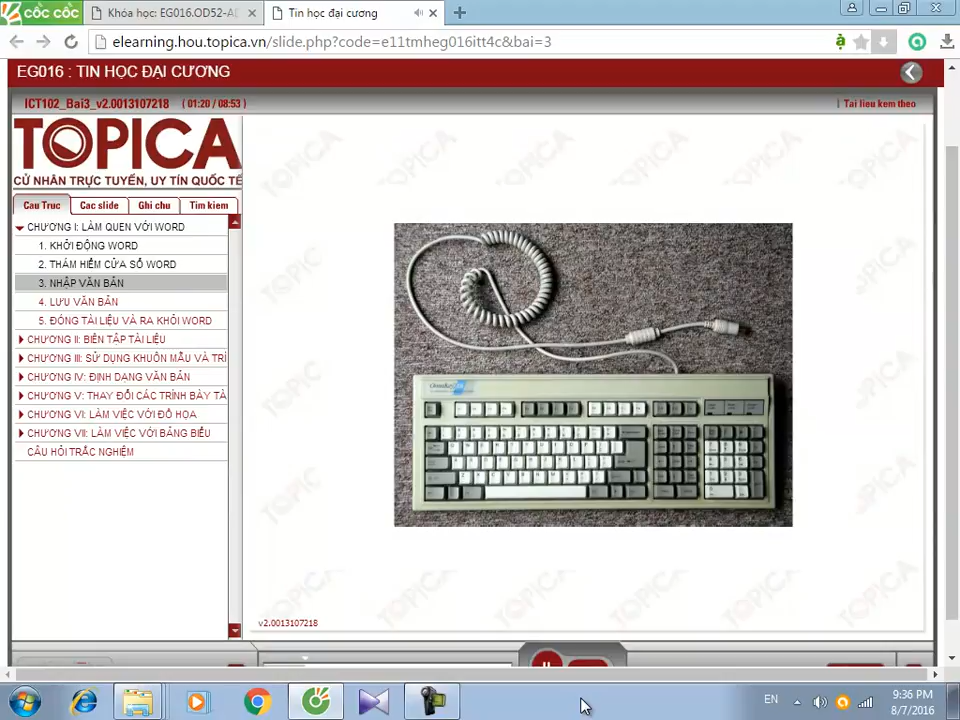 cốc cốc
Khóa học: EG016.OD52-AD
Tin học đại cương
elearning.hou.topica.vn/slide.php?code=e11tmheg016itt4c&bai=3
EG016 : TIN HỌC ĐẠI CƯƠNG
ICT102_Bai3_v2.0013107218 ( 01:20 / 08:53 )
Tai lieu kem theo
TOPICA
CỬ NHÂN TRỰC TUYẾN, UY TÍN QUỐC TẾ
Cau Truc
Cac slide
Ghi chu
Tim kiem
CHƯƠNG I: LÀM QUEN VỚI WORD
1. KHỞI ĐỘNG WORD
2. THÁM HIỂM CỬA SỔ WORD
3. NHẬP VĂN BẢN
4. LƯU VĂN BẢN
5. ĐÓNG TÀI LIỆU VÀ RA KHỎI WORD
CHƯƠNG II: BIÊN TẬP TÀI LIỆU
CHƯƠNG III: SỬ DỤNG KHUÔN MẪU VÀ TRÌ
CHƯƠNG IV: ĐỊNH DẠNG VĂN BẢN
CHƯƠNG V: THAY ĐỔI CÁC TRÌNH BÀY TÀ
CHƯƠNG VI: LÀM VIỆC VỚI ĐỒ HỌA
CHƯƠNG VII: LÀM VIỆC VỚI BẢNG BIỂU
CÂU HỎI TRẮC NGHIỆM
v2.0013107218
EN
9:36 PM
8/7/2016